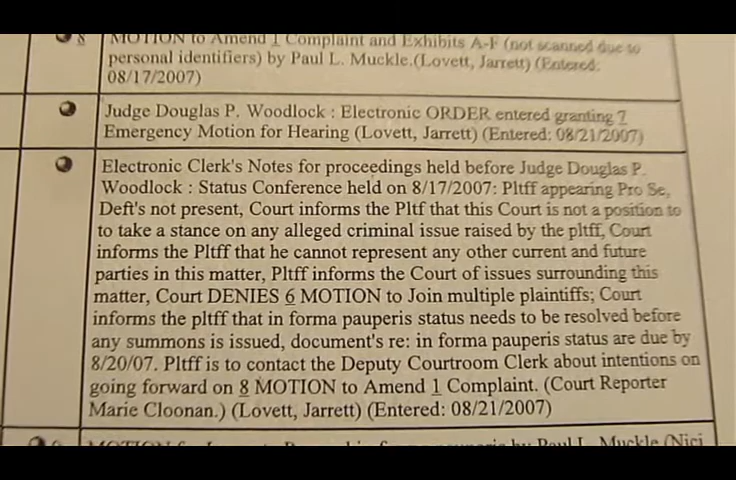 8 MOTION to Amend 1 Complaint and Exhibits A-F (not scanned due to
personal identifiers) by Paul L. Muckle.(Lovett, Jarrett) (Entered:
08/17/2007)
Judge Douglas P. Woodlock : Electronic ORDER entered granting 7
Emergency Motion for Hearing (Lovett, Jarrett) (Entered: 08/21/2007)
Electronic Clerk's Notes for proceedings held before Judge Douglas P.
Woodlock : Status Conference held on 8/17/2007: Pltff appearing Pro Se,
Deft's not present, Court informs the Pltf that this Court is not a position to
to take a stance on any alleged criminal issue raised by the pltff, Court
informs the Pltff that he cannot represent any other current and future
parties in this matter, Pltff informs the Court of issues surrounding this
matter, Court DENIES 6 MOTION to Join multiple plaintiffs; Court
informs the pltff that in forma pauperis status needs to be resolved before
any summons is issued, document's re: in forma pauperis status are due by
8/20/07. Pltff is to contact the Deputy Courtroom Clerk about intentions on
going forward on 8 MOTION to Amend 1 Complaint. (Court Reporter
Marie Cloonan.) (Lovett, Jarrett) (Entered: 08/21/2007)
by Paul L. Muckle (Nici